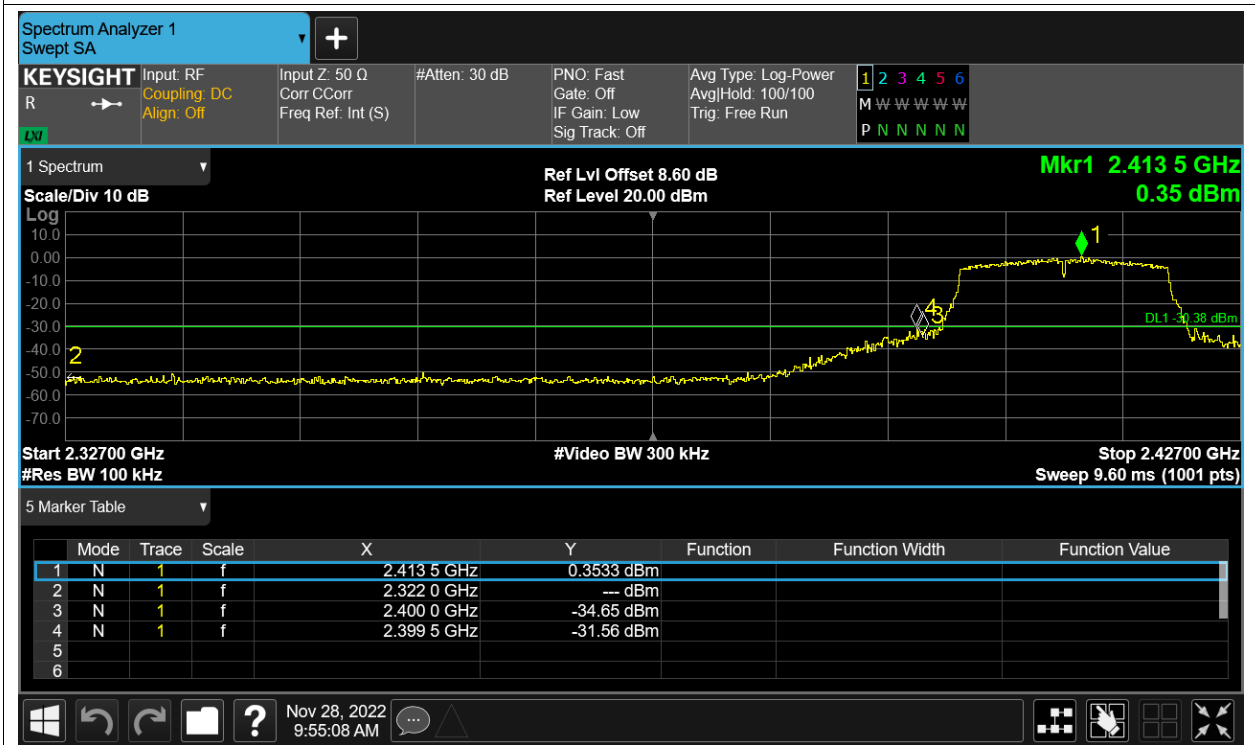 Spectrum Analyzer 1
Swept SA
KEYSIGHT Input: RF Input Z: 50 Ω #Atten: 30 dB PNO: Fast Avg Type: Log-Power 1 2 3 4 5 6
R Coupling: DC Corr CCorr Gate: Off Avg|Hold: 100/100 M W W W W W
Align: Off Freq Ref: Int (S) IF Gain: Low Trig: Free Run
LXI Sig Track: Off P N N N N N
1 Spectrum Ref Lvl Offset 8.60 dB Mkr1 2.413 5 GHz
Scale/Div 10 dB Ref Level 20.00 dBm 0.35 dBm
Log
10.0
1
0.00
-10.0
-20.0
4
3
-30.0 DL1 -30.38 dBm
-40.0
2
-50.0
-60.0
-70.0
Start 2.32700 GHz #Video BW 300 kHz Stop 2.42700 GHz
#Res BW 100 kHz Sweep 9.60 ms (1001 pts)
5 Marker Table
Mode Trace Scale X Y Function Function Width Function Value
1 N 1 f 2.413 5 GHz 0.3533 dBm
2 N 1 f 2.322 0 GHz --- dBm
3 N 1 f 2.400 0 GHz -34.65 dBm
4 N 1 f 2.399 5 GHz -31.56 dBm
5
6
? Nov 28, 2022
9:55:08 AM